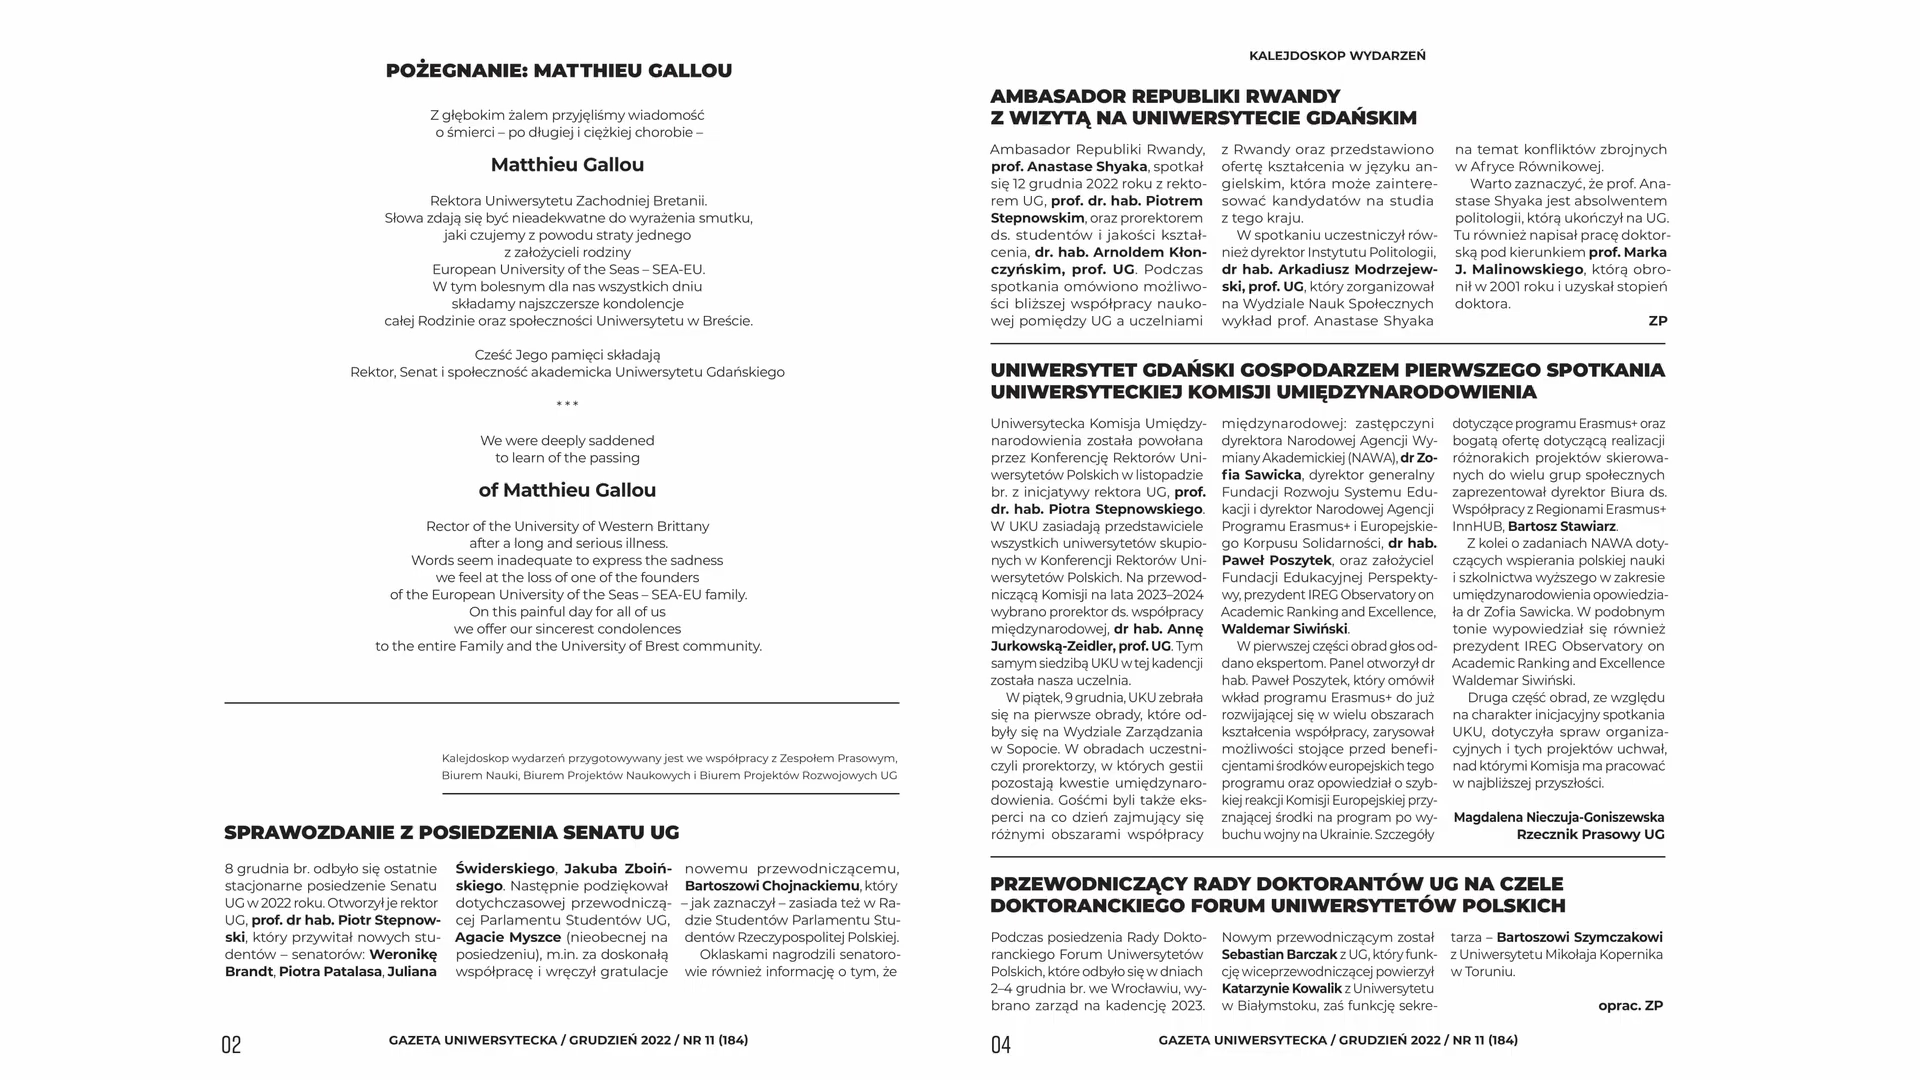 POŻEGNANIE: MATTHIEU GALLOU
Z głębokim żalem przyjęliśmy wiadomość
o śmierci – po długiej i ciężkiej chorobie –
Matthieu Gallou
Rektora Uniwersytetu Zachodniej Bretanii.
Słowa zdają się być nieadekwatne do wyrażenia smutku,
jaki czujemy z powodu straty jednego
z założycieli rodziny
European University of the Seas – SEA-EU.
W tym bolesnym dla nas wszystkich dniu
składamy najszczersze kondolencje
całej Rodzinie oraz społeczności Uniwersytetu w Breście.
Cześć Jego pamięci składają
Rektor, Senat i społeczność akademicka Uniwersytetu Gdańskiego
* * *
We were deeply saddened
to learn of the passing
of Matthieu Gallou
Rector of the University of Western Brittany
after a long and serious illness.
Words seem inadequate to express the sadness
we feel at the loss of one of the founders
of the European University of the Seas – SEA-EU family.
On this painful day for all of us
we offer our sincerest condolences
to the entire Family and the University of Brest community.
Kalejdoskop wydarzeń przygotowywany jest we współpracy z Zespołem Prasowym,
Biurem Nauki, Biurem Projektów Naukowych i Biurem Projektów Rozwojowych UG
SPRAWOZDANIE Z POSIEDZENIA SENATU UG
8 grudnia br. odbyło się ostatnie
stacjonarne posiedzenie Senatu
UG w 2022 roku. Otworzył je rektor
UG, prof. dr hab. Piotr Stepnow-
ski, który przywitał nowych stu-
dentów – senatorów: Weronikę
Brandt, Piotra Patalasa, Juliana
Świderskiego, Jakuba Zboiń-
skiego. Następnie podziękował
dotychczasowej przewodniczą-
cej Parlamentu Studentów UG,
Agacie Myszce (nieobecnej na
posiedzeniu), m.in. za doskonałą
współpracę i wręczył gratulacje
nowemu przewodniczącemu,
Bartoszowi Chojnackiemu, który
– jak zaznaczył – zasiada też w Ra-
dzie Studentów Parlamentu Stu-
dentów Rzeczypospolitej Polskiej.
Oklaskami nagrodzili senatoro-
wie również informację o tym, że
02
GAZETA UNIWERSYTECKA / GRUDZIEŃ 2022 / NR 11 (184)
KALEJDOSKOP WYDARZEŃ
AMBASADOR REPUBLIKI RWANDY
Z WIZYTĄ NA UNIWERSYTECIE GDAŃSKIM
Ambasador Republiki Rwandy,
prof. Anastase Shyaka, spotkał
się 12 grudnia 2022 roku z rekto-
rem UG, prof. dr. hab. Piotrem
Stepnowskim, oraz prorektorem
ds. studentów i jakości kształ-
cenia, dr. hab. Arnoldem Kłon-
czyńskim, prof. UG. Podczas
spotkania omówiono możliwo-
ści bliższej współpracy nauko-
wej pomiędzy UG a uczelniami
z Rwandy oraz przedstawiono
ofertę kształcenia w języku an-
gielskim, która może zaintere-
sować kandydatów na studia
z tego kraju.
W spotkaniu uczestniczył rów-
nież dyrektor Instytutu Politologii,
dr hab. Arkadiusz Modrzejew-
ski, prof. UG, który zorganizował
na Wydziale Nauk Społecznych
wykład prof. Anastase Shyaka
na temat konfliktów zbrojnych
w Afryce Równikowej.
Warto zaznaczyć, że prof. Ana-
stase Shyaka jest absolwentem
politologii, którą ukończył na UG.
Tu również napisał pracę doktor-
ską pod kierunkiem prof. Marka
J. Malinowskiego, którą obro-
nił w 2001 roku i uzyskał stopień
doktora.
ZP
UNIWERSYTET GDAŃSKI GOSPODARZEM PIERWSZEGO SPOTKANIA
UNIWERSYTECKIEJ KOMISJI UMIĘDZYNARODOWIENIA
Uniwersytecka Komisja Umiędzy-
narodowienia została powołana
przez Konferencję Rektorów Uni-
wersytetów Polskich w listopadzie
br. z inicjatywy rektora UG, prof.
dr. hab. Piotra Stepnowskiego.
W UKU zasiadają przedstawiciele
wszystkich uniwersytetów skupio-
nych w Konferencji Rektorów Uni-
wersytetów Polskich. Na przewod-
niczącą Komisji na lata 2023–2024
wybrano prorektor ds. współpracy
międzynarodowej, dr hab. Annę
Jurkowską-Zeidler, prof. UG. Tym
samym siedzibą UKU w tej kadencji
została nasza uczelnia.
W piątek, 9 grudnia, UKU zebrała
się na pierwsze obrady, które od-
były się na Wydziale Zarządzania
w Sopocie. W obradach uczestni-
czyli prorektorzy, w których gestii
pozostają kwestie umiędzynaro-
dowienia. Gośćmi byli także eks-
perci na co dzień zajmujący się
różnymi obszarami współpracy
międzynarodowej: zastępczyni
dyrektora Narodowej Agencji Wy-
miany Akademickiej (NAWA), dr Zo-
fia Sawicka, dyrektor generalny
Fundacji Rozwoju Systemu Edu-
kacji i dyrektor Narodowej Agencji
Programu Erasmus+ i Europejskie-
go Korpusu Solidarności, dr hab.
Paweł Poszytek, oraz założyciel
Fundacji Edukacyjnej Perspekty-
wy, prezydent IREG Observatory on
Academic Ranking and Excellence,
Waldemar Siwiński.
W pierwszej części obrad głos od-
dano ekspertom. Panel otworzył dr
hab. Paweł Poszytek, który omówił
wkład programu Erasmus+ do już
rozwijającej się w wielu obszarach
kształcenia współpracy, zarysował
możliwości stojące przed benefi-
cjentami środków europejskich tego
programu oraz opowiedział o szyb-
kiej reakcji Komisji Europejskiej przy-
znającej środki na program po wy-
buchu wojny na Ukrainie. Szczegóły
dotyczące programu Erasmus+ oraz
bogatą ofertę dotyczącą realizacji
różnorakich projektów skierowa-
nych do wielu grup społecznych
zaprezentował dyrektor Biura ds.
Współpracy z Regionami Erasmus+
InnHUB, Bartosz Stawiarz.
Z kolei o zadaniach NAWA doty-
czących wspierania polskiej nauki
i szkolnictwa wyższego w zakresie
umiędzynarodowienia opowiedzia-
ła dr Zofia Sawicka. W podobnym
tonie wypowiedział się również
prezydent IREG Observatory on
Academic Ranking and Excellence
Waldemar Siwiński.
Druga część obrad, ze względu
na charakter inicjacyjny spotkania
UKU, dotyczyła spraw organiza-
cyjnych i tych projektów uchwał,
nad którymi Komisja ma pracować
w najbliższej przyszłości.
Magdalena Nieczuja-Goniszewska
Rzecznik Prasowy UG
PRZEWODNICZĄCY RADY DOKTORANTÓW UG NA CZELE
DOKTORANCKIEGO FORUM UNIWERSYTETÓW POLSKICH
Podczas posiedzenia Rady Dokto-
ranckiego Forum Uniwersytetów
Polskich, które odbyło się w dniach
2–4 grudnia br. we Wrocławiu, wy-
brano zarząd na kadencję 2023.
Nowym przewodniczącym został
Sebastian Barczak z UG, który funk-
cję wiceprzewodniczącej powierzył
Katarzynie Kowalik z Uniwersytetu
w Białymstoku, zaś funkcję sekre-
tarza – Bartoszowi Szymczakowi
z Uniwersytetu Mikołaja Kopernika
w Toruniu.
oprac. ZP
04
GAZETA UNIWERSYTECKA / GRUDZIEŃ 2022 / NR 11 (184)